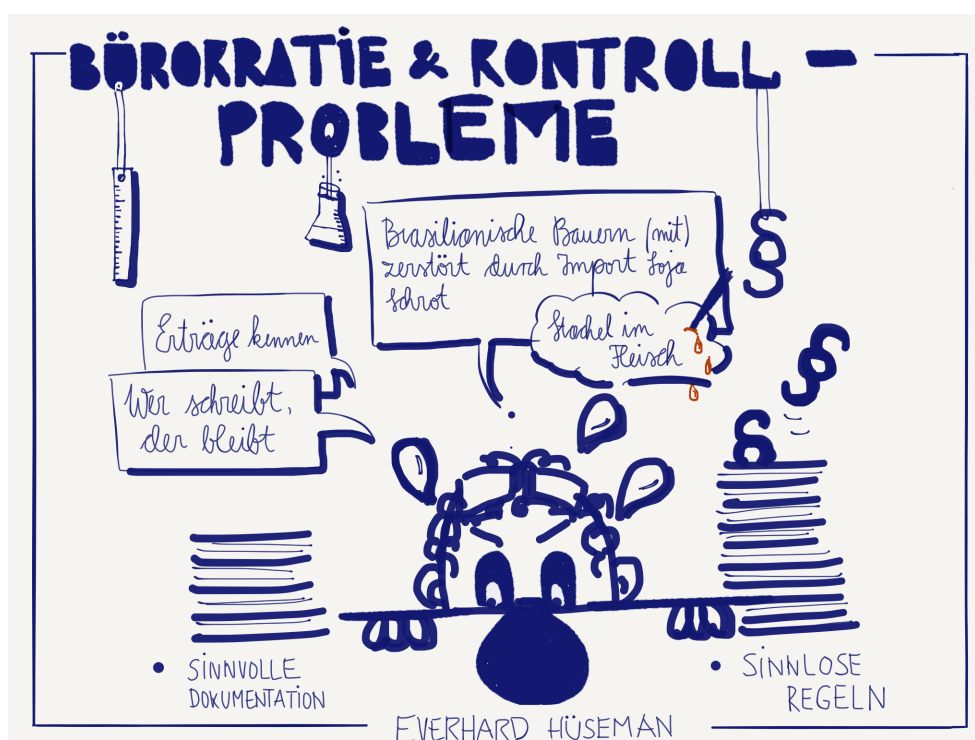 BÜROKRATIE & KONTROLL-
PROBLEME
Brasilianische Bauern (mit)
zerstört durch Import Soja
Schrot
Stachel im
Fleisch
Erträge kennen
Wer schreibt,
der bleibt
§
§
§
• SINNVOLLE
DOKUMENTATION
• SINNLOSE
REGELN
EVERHARD HÜSEMAN